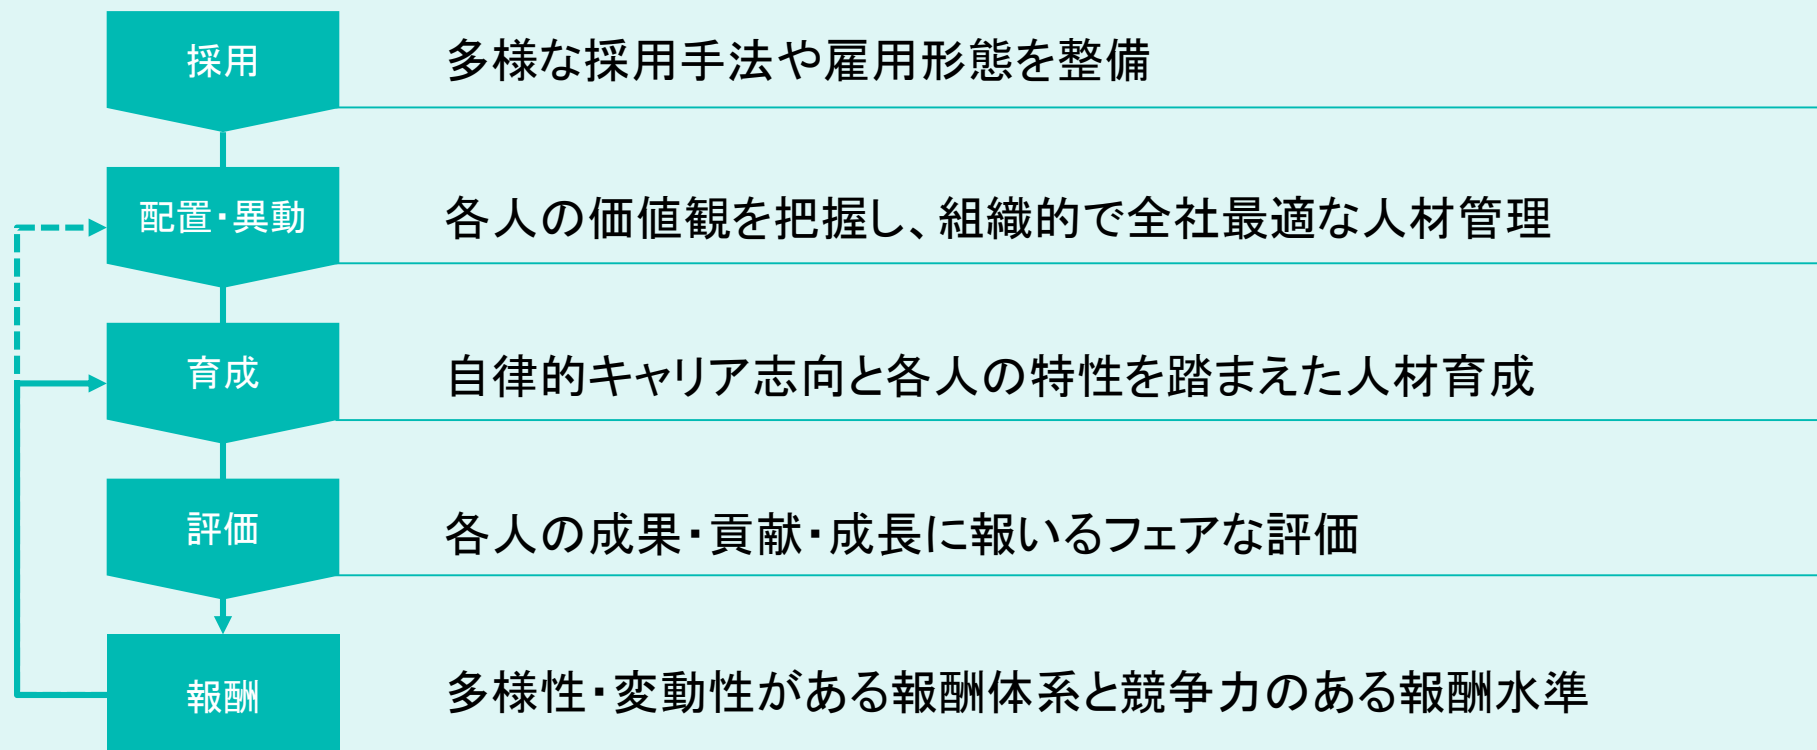 採用
多様な採用手法や雇用形態を整備
配置・異動
各人の価値観を把握し、組織的で全社最適な人材管理
育成
自律的キャリア志向と各人の特性を踏まえた人材育成
評価
各人の成果・貢献・成長に報いるフェアな評価
報酬
多様性・変動性がある報酬体系と競争力のある報酬水準